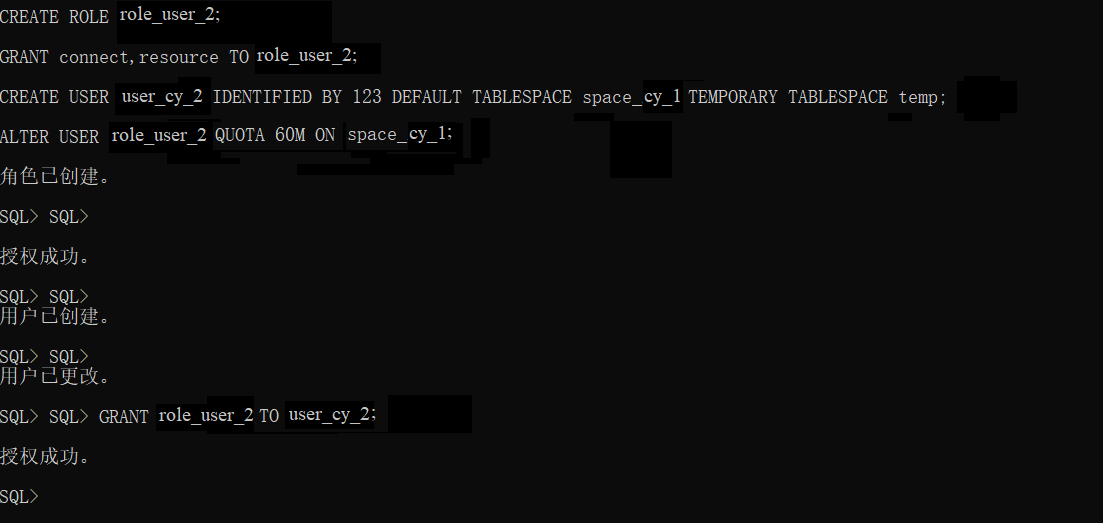 CREATE ROLE role_user_2;
GRANT connect,resource TO role_user_2;
CREATE USER user_cy_2 IDENTIFIED BY 123 DEFAULT TABLESPACE space_cy_1 TEMPORARY TABLESPACE temp;
ALTER USER role_user_2 QUOTA 60M ON space_cy_1;
角色已创建。
SQL> SQL>
授权成功。
SQL> SQL>
用户已创建。
SQL> SQL>
用户已更改。
SQL> SQL> GRANT role_user_2 TO user_cy_2;
授权成功。
SQL>